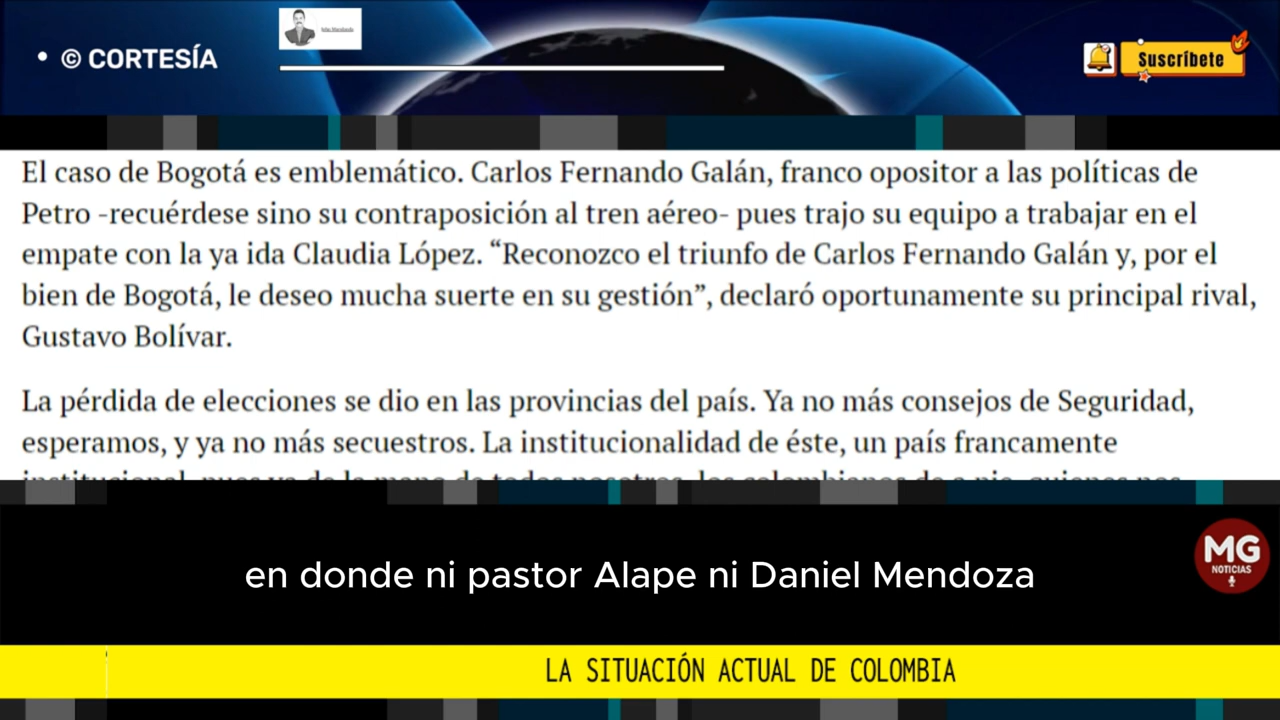 • © CORTESÍA
Suscríbete
El caso de Bogotá es emblemático. Carlos Fernando Galán, franco opositor a las políticas de
Petro -recuérdese sino su contraposición al tren aéreo- pues trajo su equipo a trabajar en el
empate con la ya ida Claudia López. “Reconozco el triunfo de Carlos Fernando Galán y, por el
bien de Bogotá, le deseo mucha suerte en su gestión”, declaró oportunamente su principal rival,
Gustavo Bolívar.
La pérdida de elecciones se dio en las provincias del país. Ya no más consejos de Seguridad,
esperamos, y ya no más secuestros. La institucionalidad de éste, un país francamente
en donde ni pastor Alape ni Daniel Mendoza
MG
NOTICIAS
LA SITUACIÓN ACTUAL DE COLOMBIA